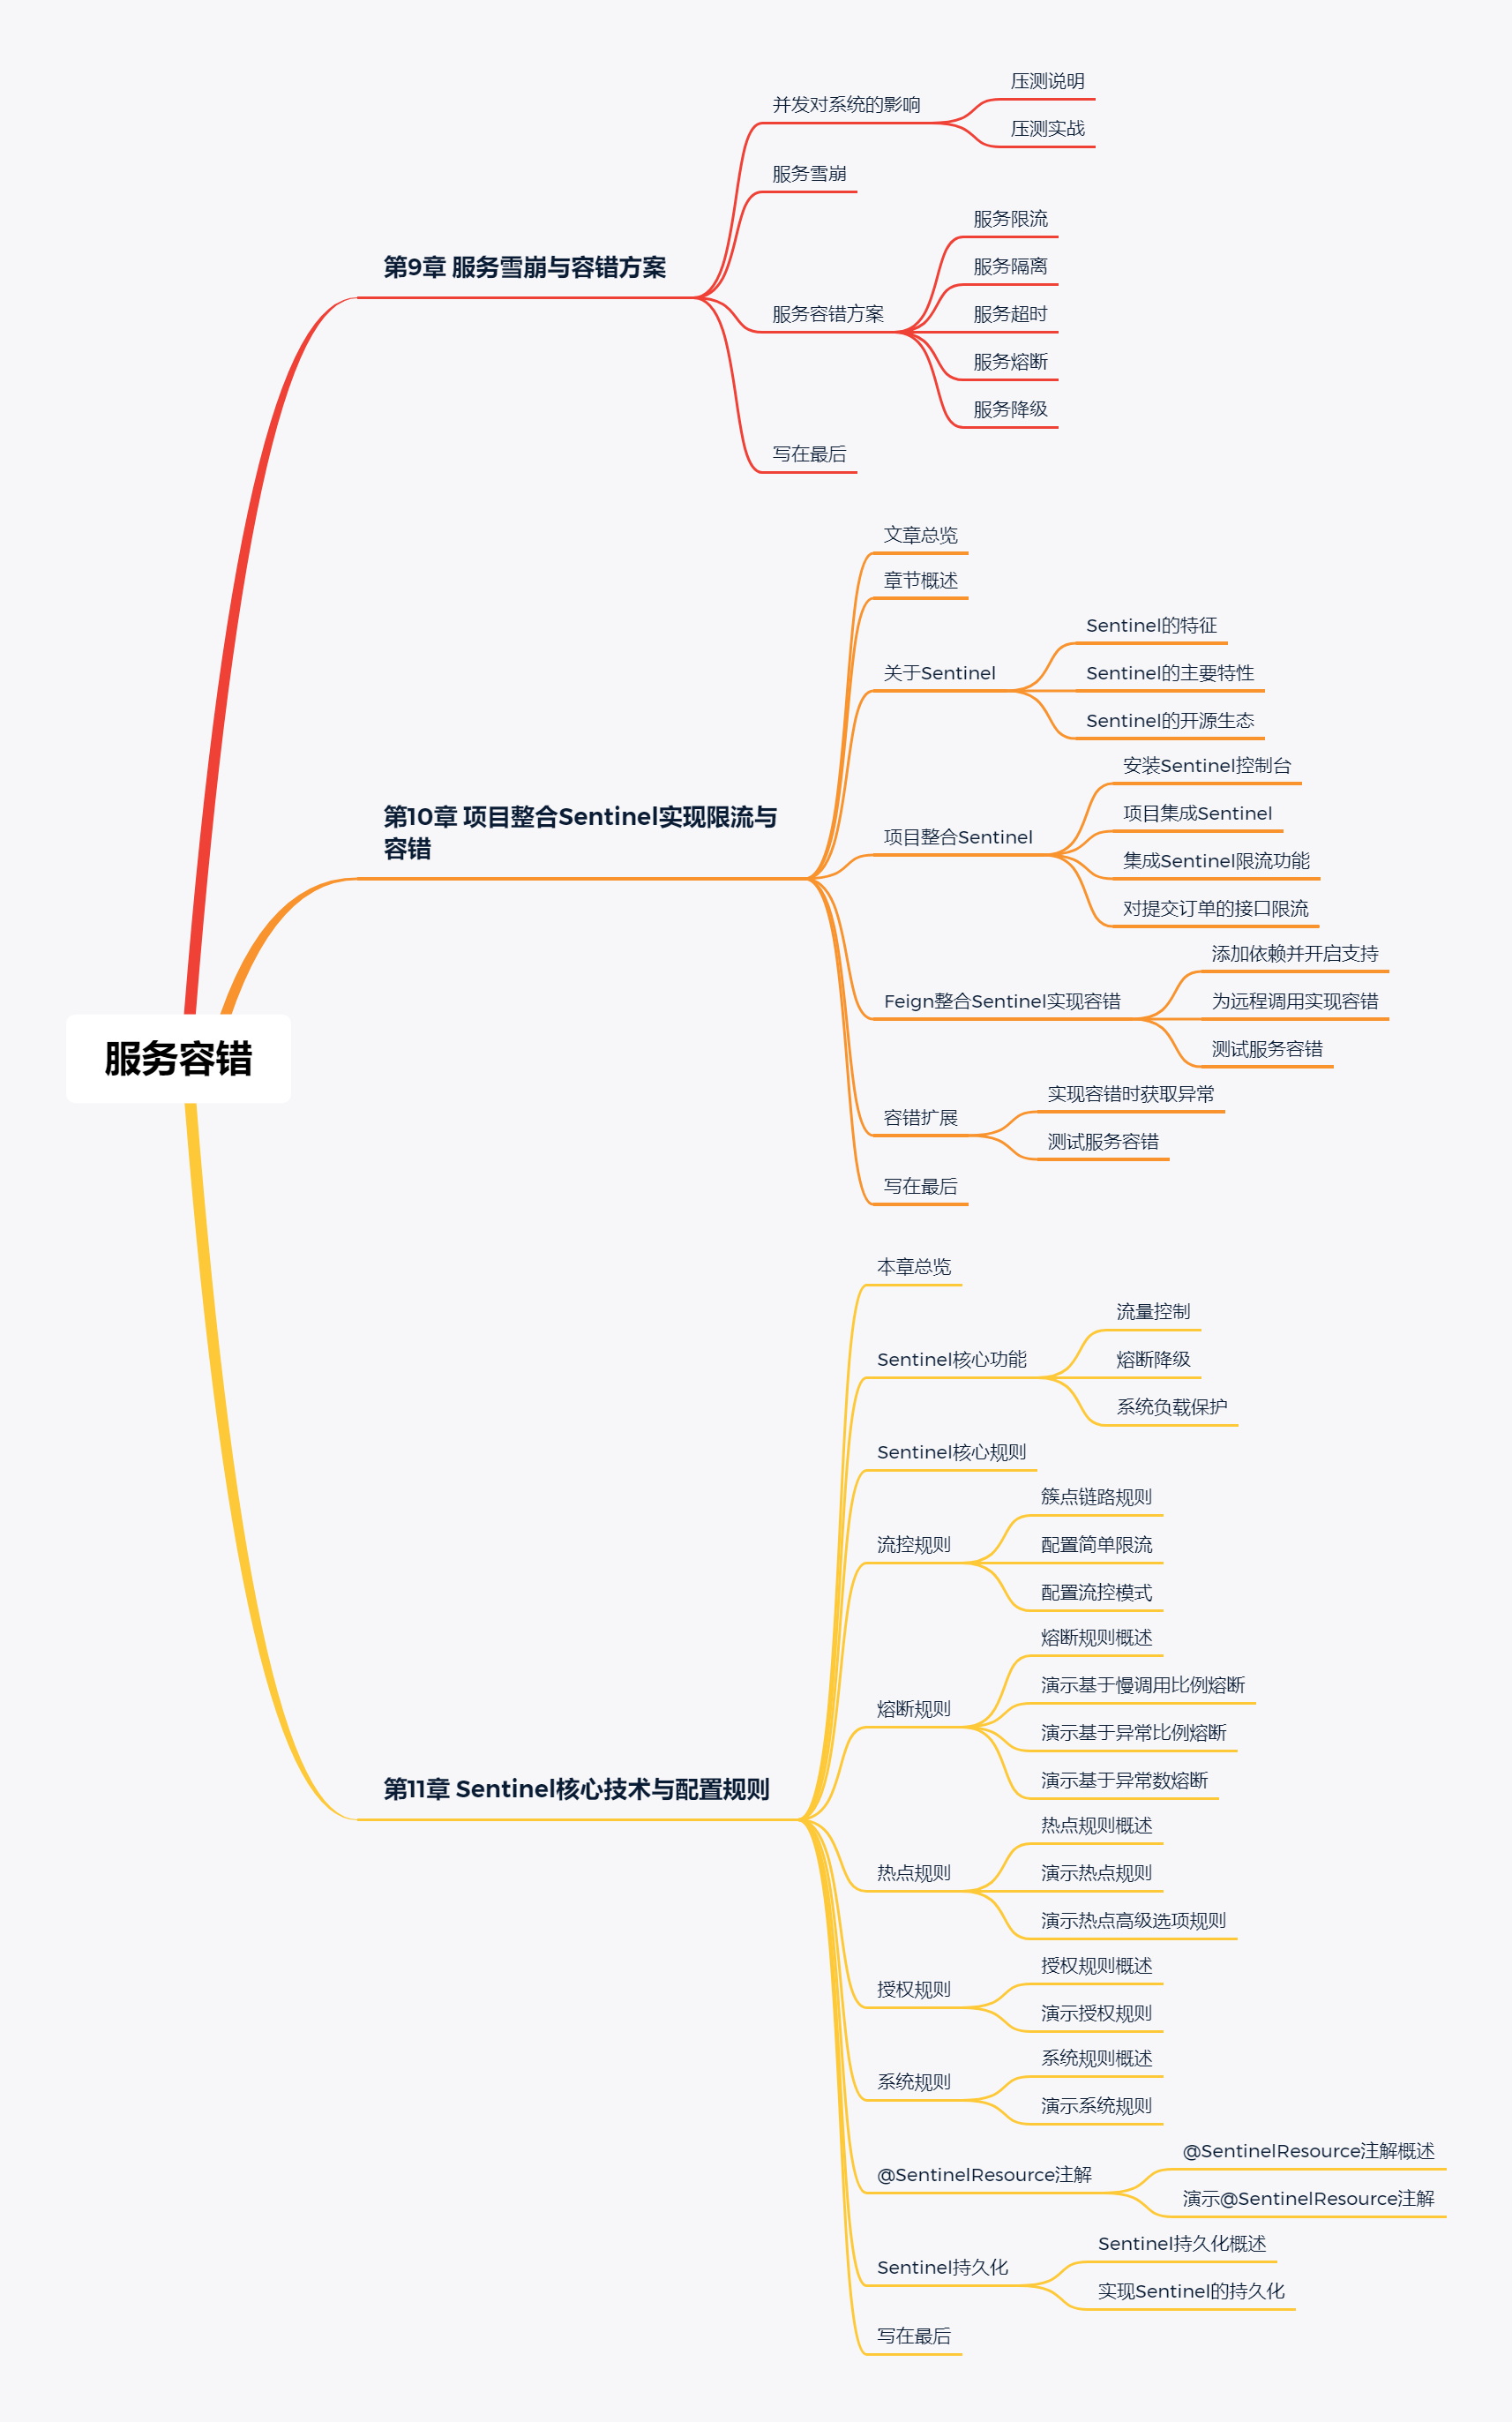 服务容错
第9章 服务雪崩与容错方案
并发对系统的影响
压测说明
压测实战
服务雪崩
服务容错方案
服务限流
服务隔离
服务超时
服务熔断
服务降级
写在最后
第10章 项目整合Sentinel实现限流与
容错
文章总览
章节概述
关于Sentinel
Sentinel的特征
Sentinel的主要特性
Sentinel的开源生态
项目整合Sentinel
安装Sentinel控制台
项目集成Sentinel
集成Sentinel限流功能
对提交订单的接口限流
Feign整合Sentinel实现容错
添加依赖并开启支持
为远程调用实现容错
测试服务容错
容错扩展
实现容错时获取异常
测试服务容错
写在最后
第11章 Sentinel核心技术与配置规则
本章总览
Sentinel核心功能
流量控制
熔断降级
系统负载保护
Sentinel核心规则
流控规则
簇点链路规则
配置简单限流
配置流控模式
熔断规则
熔断规则概述
演示基于慢调用比例熔断
演示基于异常比例熔断
演示基于异常数熔断
热点规则
热点规则概述
演示热点规则
演示热点高级选项规则
授权规则
授权规则概述
演示授权规则
系统规则
系统规则概述
演示系统规则
@SentinelResource注解
@SentinelResource注解概述
演示@SentinelResource注解
Sentinel持久化
Sentinel持久化概述
实现Sentinel的持久化
写在最后